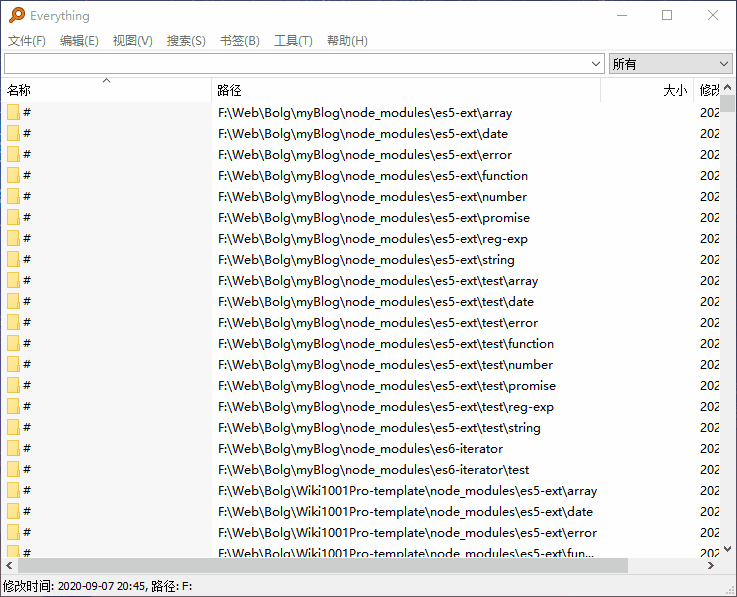 Everything
文件(F) 编辑(E) 视图(V) 搜索(S) 书签(B) 工具(T) 帮助(H)
所有
名称 路径 大小 修改
# F:\Web\Bolg\myBlog\node_modules\es5-ext\array 202
# F:\Web\Bolg\myBlog\node_modules\es5-ext\date 202
# F:\Web\Bolg\myBlog\node_modules\es5-ext\error 202
# F:\Web\Bolg\myBlog\node_modules\es5-ext\function 202
# F:\Web\Bolg\myBlog\node_modules\es5-ext\number 202
# F:\Web\Bolg\myBlog\node_modules\es5-ext\promise 202
# F:\Web\Bolg\myBlog\node_modules\es5-ext\reg-exp 202
# F:\Web\Bolg\myBlog\node_modules\es5-ext\string 202
# F:\Web\Bolg\myBlog\node_modules\es5-ext\test\array 202
# F:\Web\Bolg\myBlog\node_modules\es5-ext\test\date 202
# F:\Web\Bolg\myBlog\node_modules\es5-ext\test\error 202
# F:\Web\Bolg\myBlog\node_modules\es5-ext\test\function 202
# F:\Web\Bolg\myBlog\node_modules\es5-ext\test\number 202
# F:\Web\Bolg\myBlog\node_modules\es5-ext\test\promise 202
# F:\Web\Bolg\myBlog\node_modules\es5-ext\test\reg-exp 202
# F:\Web\Bolg\myBlog\node_modules\es5-ext\test\string 202
# F:\Web\Bolg\myBlog\node_modules\es6-iterator 202
# F:\Web\Bolg\myBlog\node_modules\es6-iterator\test 202
# F:\Web\Bolg\Wiki1001Pro-template\node_modules\es5-ext\array 202
# F:\Web\Bolg\Wiki1001Pro-template\node_modules\es5-ext\date 202
# F:\Web\Bolg\Wiki1001Pro-template\node_modules\es5-ext\error 202
# F:\Web\Bolg\Wiki1001Pro-template\node_modules\es5-ext\fun... 202
修改时间: 2020-09-07 20:45, 路径: F: